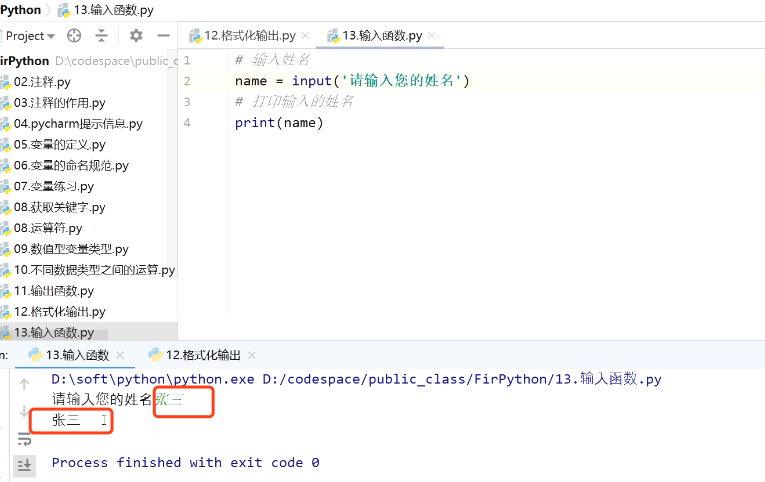 Python 13.输入函数.py
Project
12.格式化输出.py
13.输入函数.py
irPython D:\codespace\public_c
02.注释.py
03.注释的作用.py
04.pycharm提示信息.py
05.变量的定义.py
06.变量的命名规范.py
07.变量练习.py
08.获取关键字.py
08.运算符.py
09.数值型变量类型.py
10.不同数据类型之间的运算.py
11.输出函数.py
12.格式化输出.py
13.输入函数.py
1 # 输入姓名
2 name = input('请输入您的姓名')
3 # 打印输入的姓名
4 print(name)
n: 13.输入函数 12.格式化输出
D:\soft\python\python.exe D:/codespace/public_class/FirPython/13.输入函数.py
请输入您的姓名张三
张三
Process finished with exit code 0